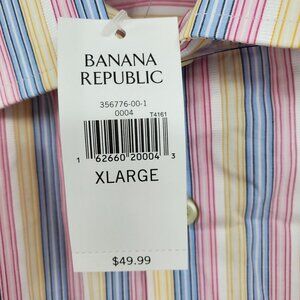 BANANA
REPUBLIC
356776-00-1
0004
T4161
1 62660 20004 3
XLARGE
$49.99